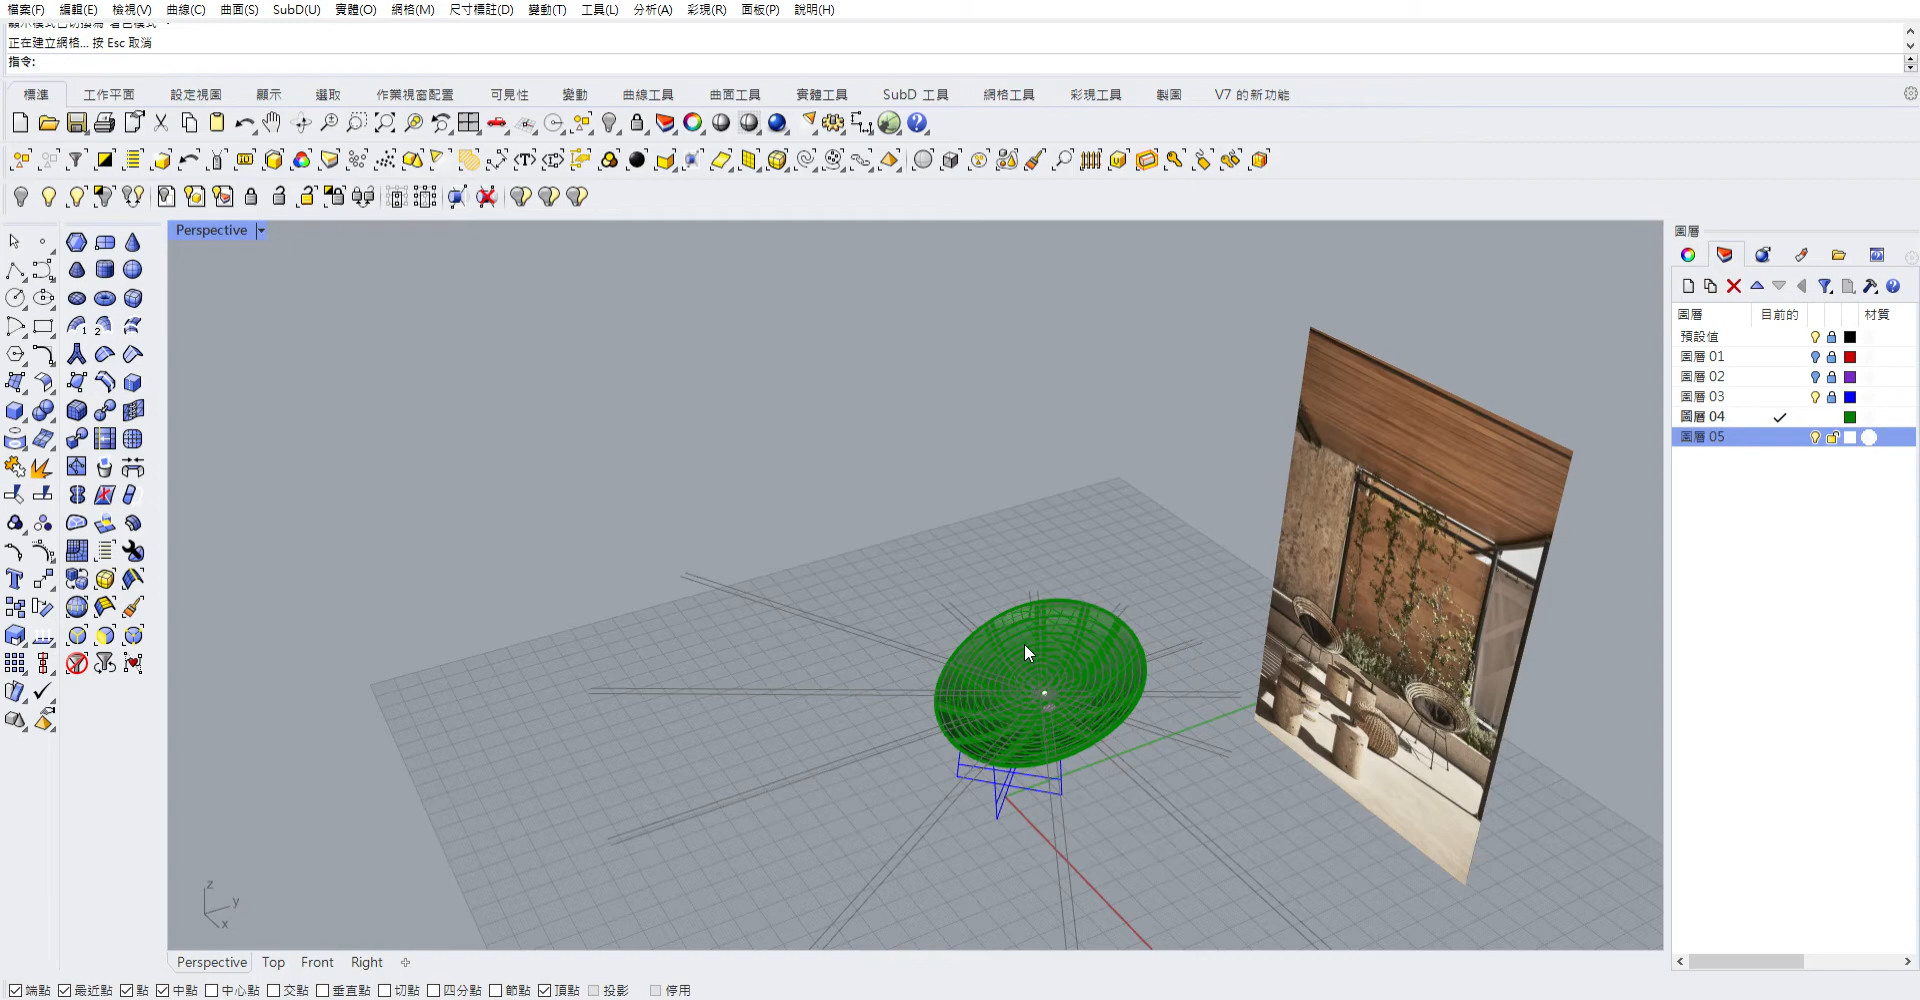 檔案(F) 編輯(E) 檢視(V) 曲線(C) 曲面(S) SubD(U) 實體(O) 網格(M) 尺寸標註(D) 變動(T) 工具(L) 分析(A) 彩現(R) 面板(P) 說明(H)
正在建立網格... 按 Esc 取消
指令:
標準 工作平面 設定視圖 顯示 選取 作業視窗配置 可見性 變動 曲線工具 曲面工具 實體工具 SubD 工具 網格工具 彩現工具 製圖 V7 的新功能
Perspective
圖層
圖層 目前的 材質
預設值
圖層 01
圖層 02
圖層 03
圖層 04
圖層 05
z
y
x
Perspective Top Front Right
端點 最近點 點 中點 中心點 交點 垂直點 切點 四分點 節點 頂點 投影 停用